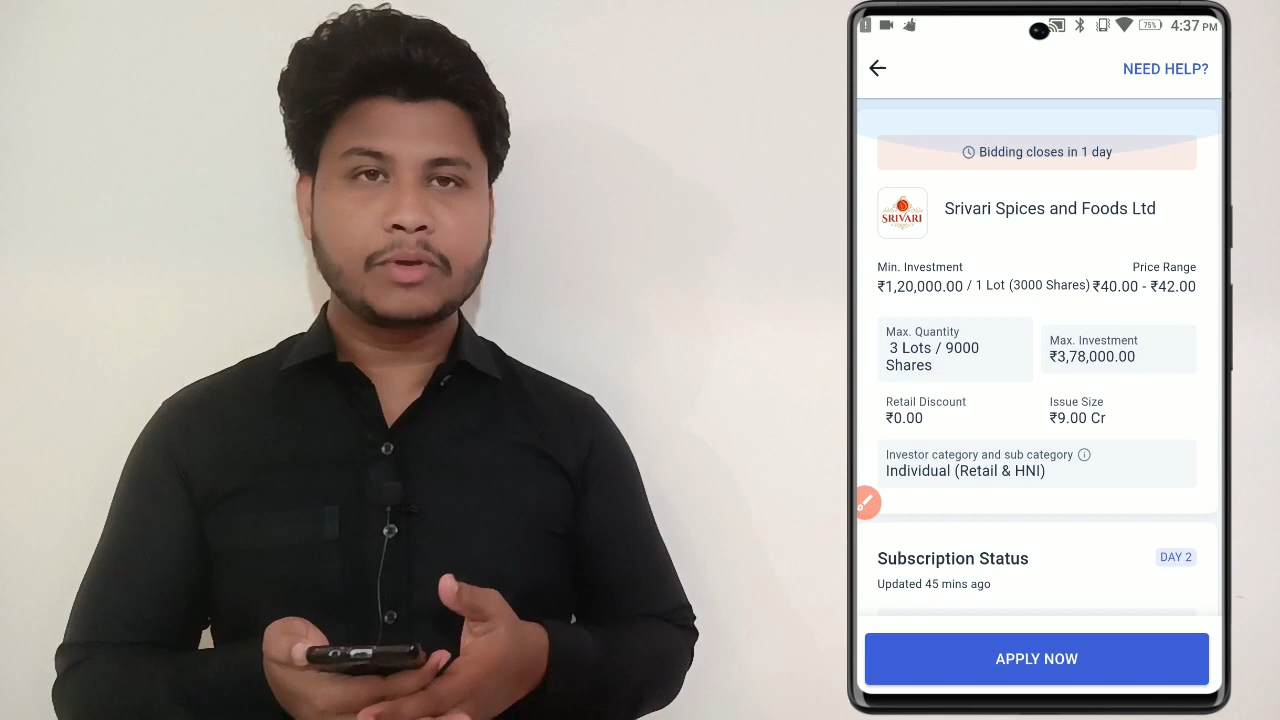 75%
4:37 PM
NEED HELP?
Bidding closes in 1 day
SRIVARI
Srivari Spices and Foods Ltd
Min. Investment
Price Range
₹1,20,000.00 / 1 Lot (3000 Shares)
₹40.00 - ₹42.00
Max. Quantity
3 Lots / 9000
Shares
Max. Investment
₹3,78,000.00
Retail Discount
₹0.00
Issue Size
₹9.00 Cr
Investor category and sub category
Individual (Retail & HNI)
Subscription Status
DAY 2
Updated 45 mins ago
APPLY NOW